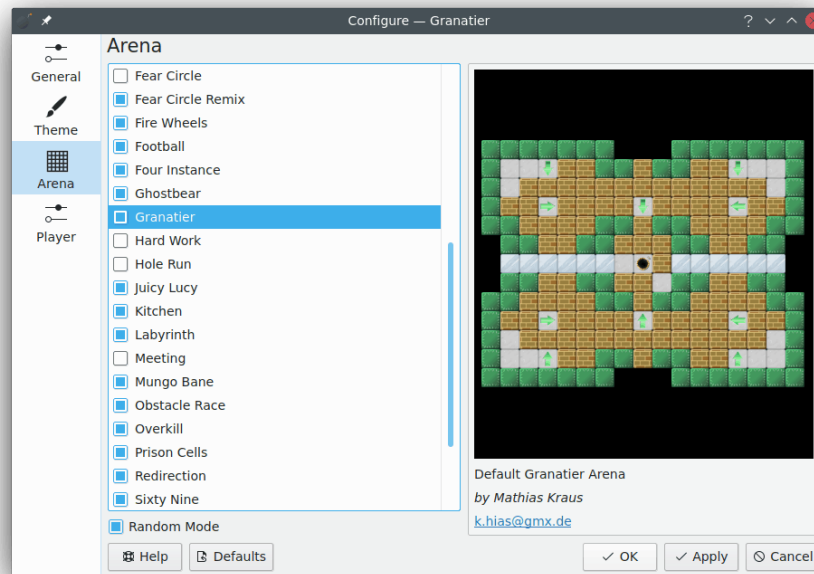 Configure — Granatier
General
Theme
Arena
Player
Arena
Fear Circle
Fear Circle Remix
Fire Wheels
Football
Four Instance
Ghostbear
Granatier
Hard Work
Hole Run
Juicy Lucy
Kitchen
Labyrinth
Meeting
Mungo Bane
Obstacle Race
Overkill
Prison Cells
Redirection
Sixty Nine
Random Mode
Default Granatier Arena
by Mathias Kraus
k.hias@gmx.de
Help
Defaults
OK
Apply
Cancel